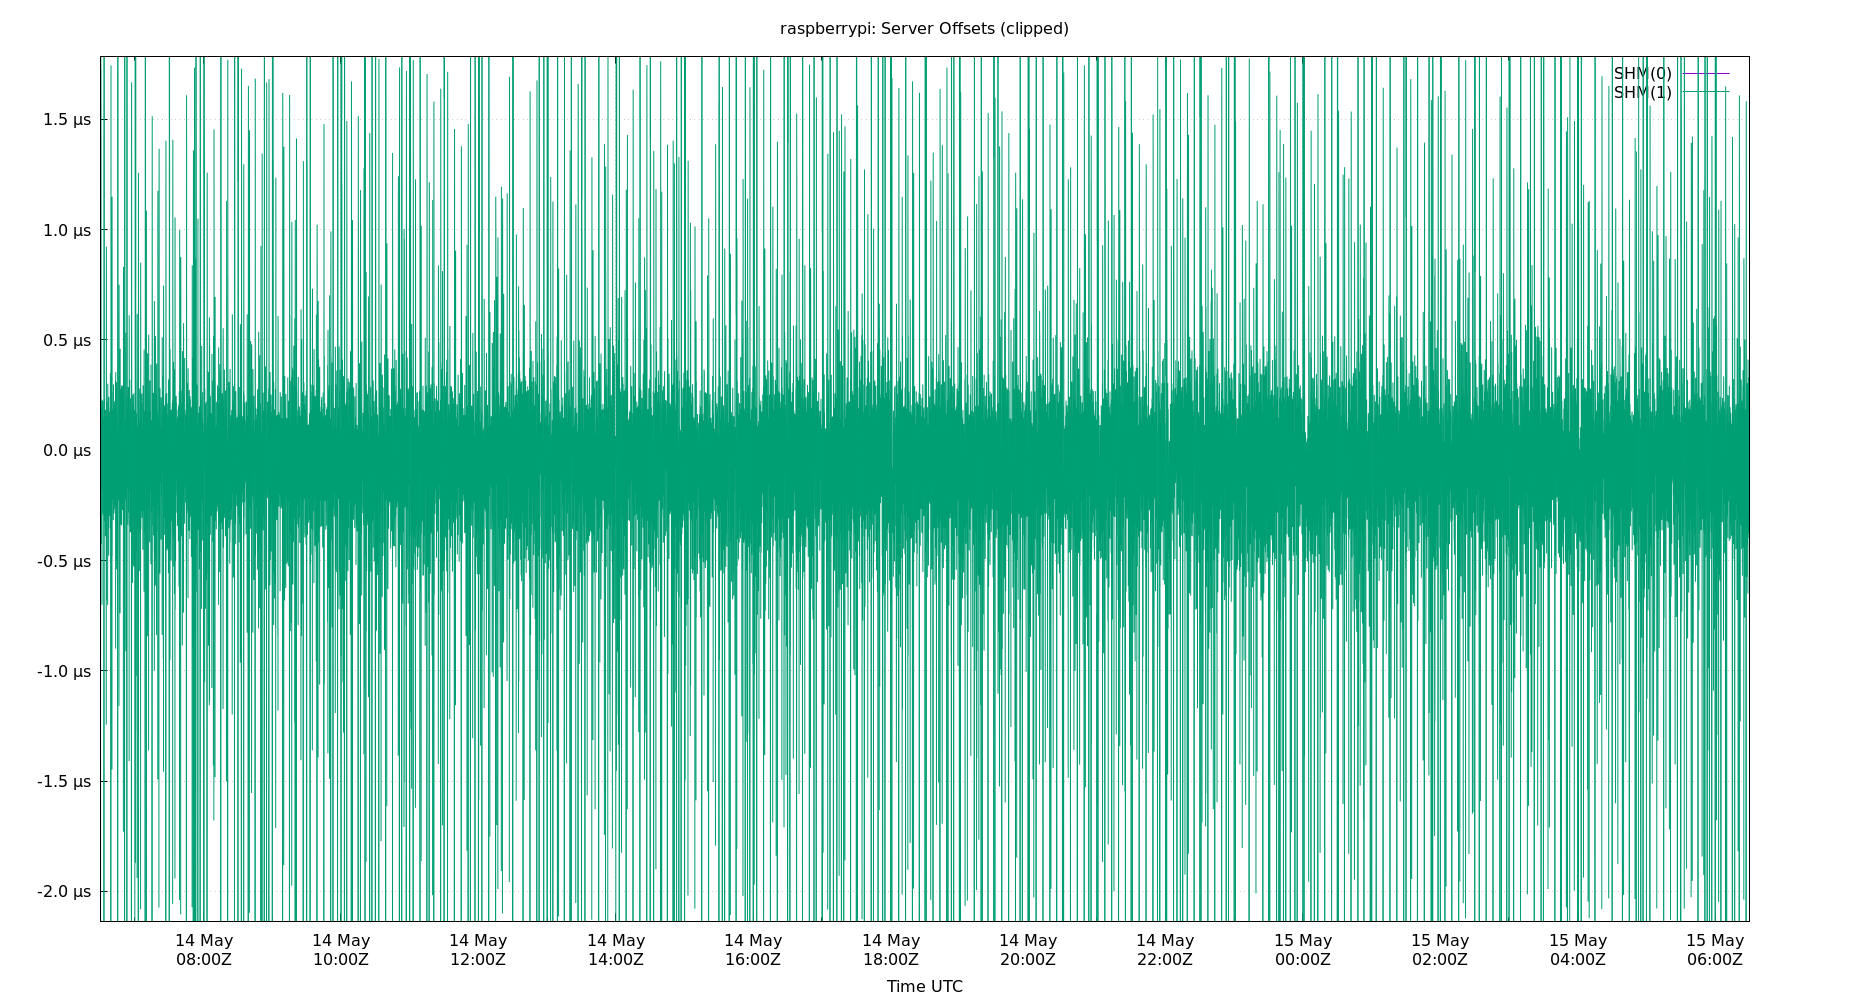 raspberrypi: Server Offsets (clipped)
SHM(0)
SHM(1)
1.5 µs
1.0 µs
0.5 µs
0.0 µs
-0.5 µs
-1.0 µs
-1.5 µs
-2.0 µs
14 May 14 May 14 May 14 May 14 May 14 May 14 May 14 May 15 May 15 May 15 May 15 May
08:00Z 10:00Z 12:00Z 14:00Z 16:00Z 18:00Z 20:00Z 22:00Z 00:00Z 02:00Z 04:00Z 06:00Z
Time UTC